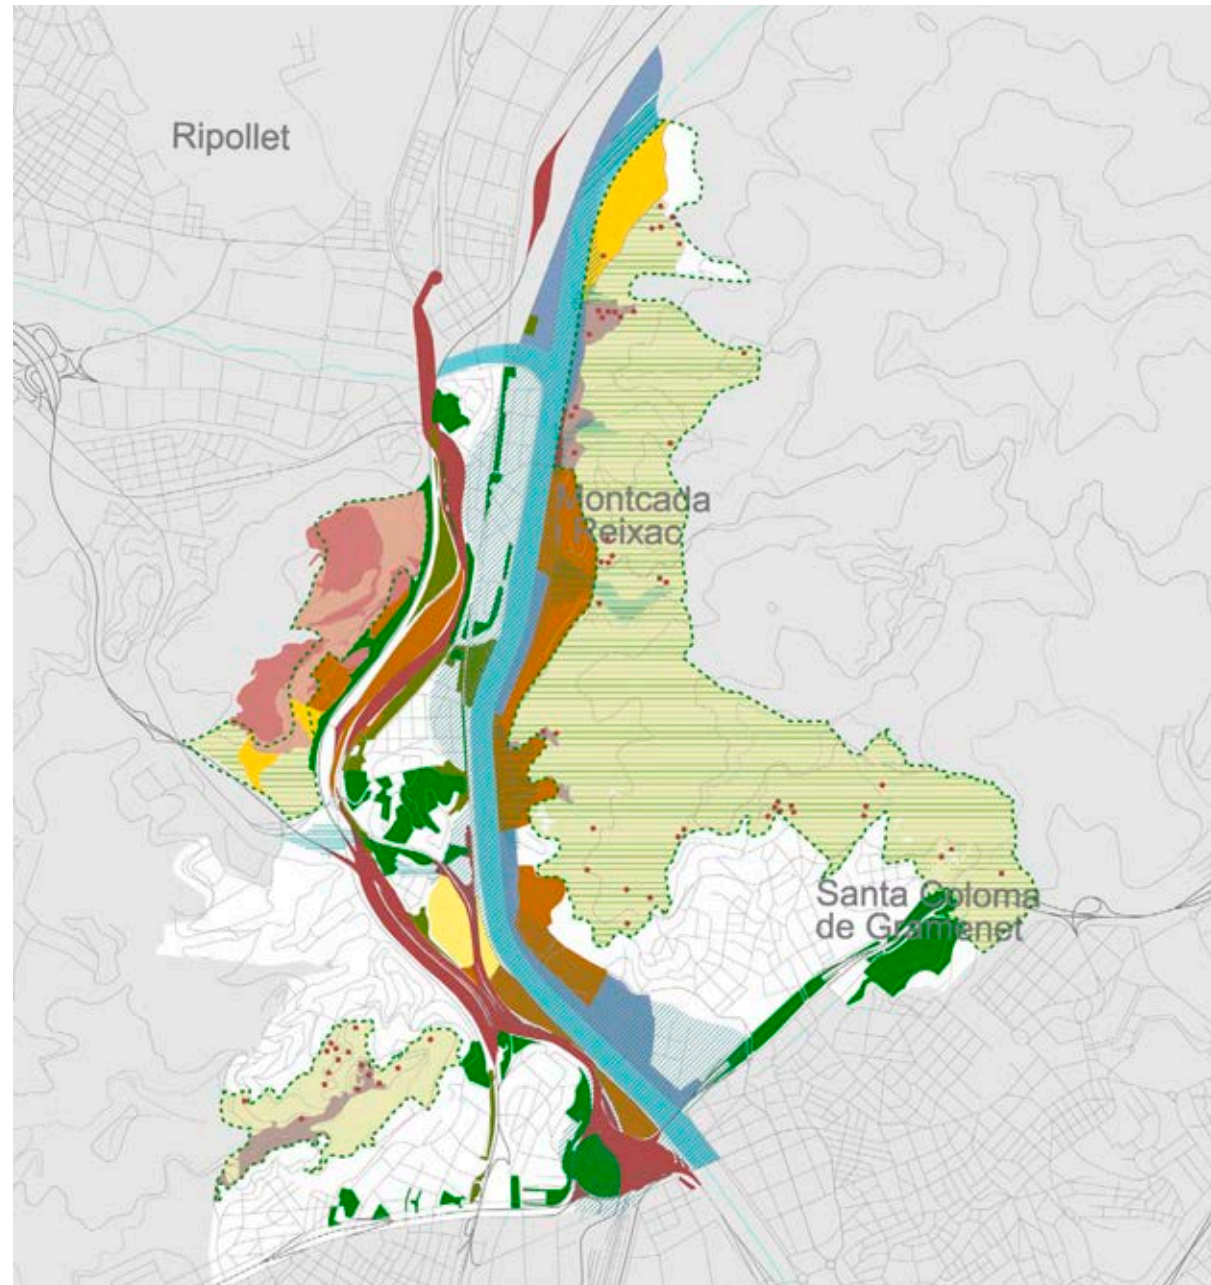 Ripollet
Montcada
i Reixac
Santa Coloma
de Gramenet